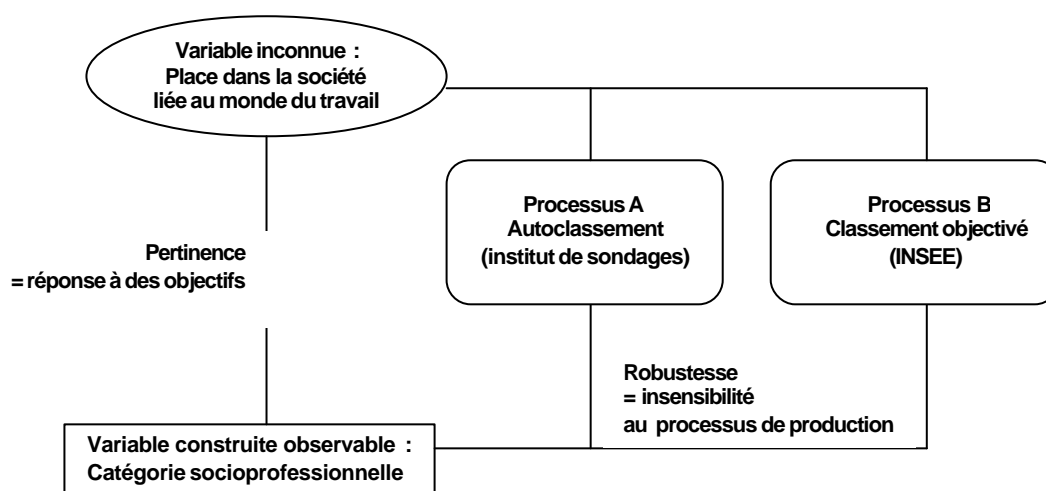 Variable inconnue :
Place dans la société
liée au monde du travail
Processus A
Autoclassement
(institut de sondages)
Processus B
Classement objectivé
(INSEE)
Pertinence
= réponse à des objectifs
Robustesse
= insensibilité
au processus de production
Variable construite observable :
Catégorie socioprofessionnelle